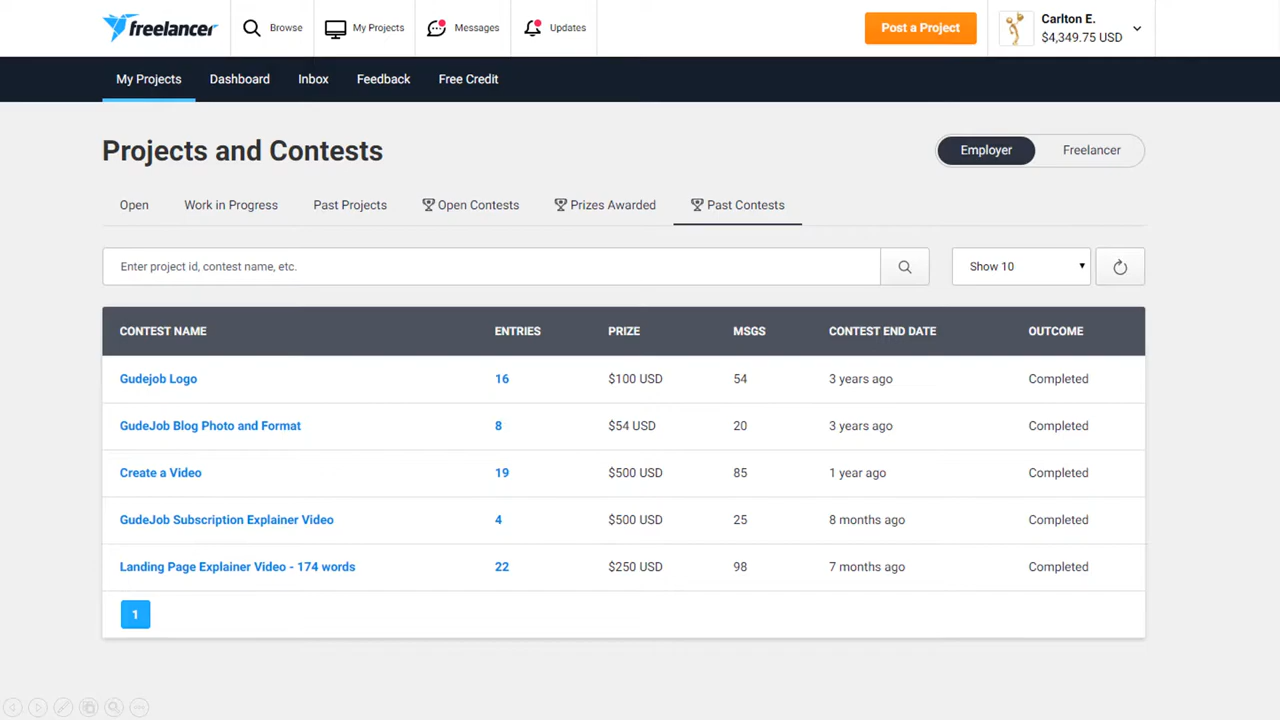 freelancer Browse My Projects Messages Updates Post a Project Carlton E.
$4,349.75 USD
My Projects Dashboard Inbox Feedback Free Credit
Projects and Contests Employer Freelancer
Open Work in Progress Past Projects Open Contests Prizes Awarded Past Contests
Enter project id, contest name, etc. Show 10
CONTEST NAME ENTRIES PRIZE MSGS CONTEST END DATE OUTCOME
Gudejob Logo 16 $100 USD 54 3 years ago Completed
GudeJob Blog Photo and Format 8 $54 USD 20 3 years ago Completed
Create a Video 19 $500 USD 85 1 year ago Completed
GudeJob Subscription Explainer Video 4 $500 USD 25 8 months ago Completed
Landing Page Explainer Video - 174 words 22 $250 USD 98 7 months ago Completed
1